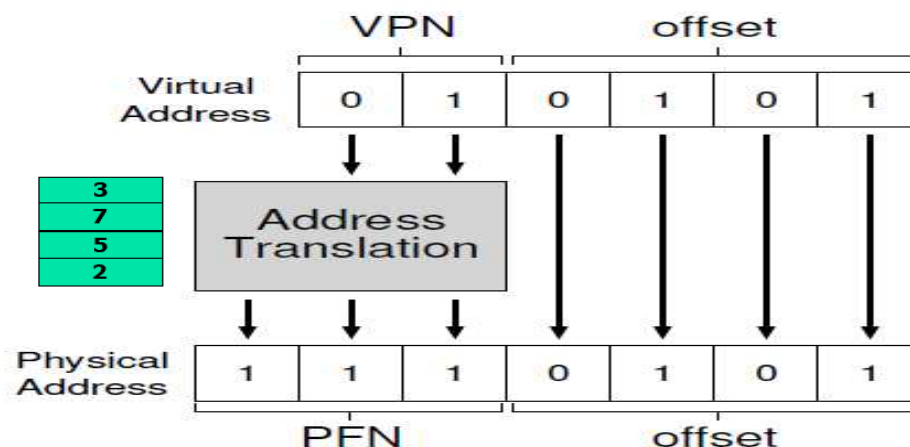 VPN offset
Virtual Address 0 1 0 1 0 1
3
7
5
2
Address
Translation
Physical Address 1 1 1 0 1 0 1
PFN offset